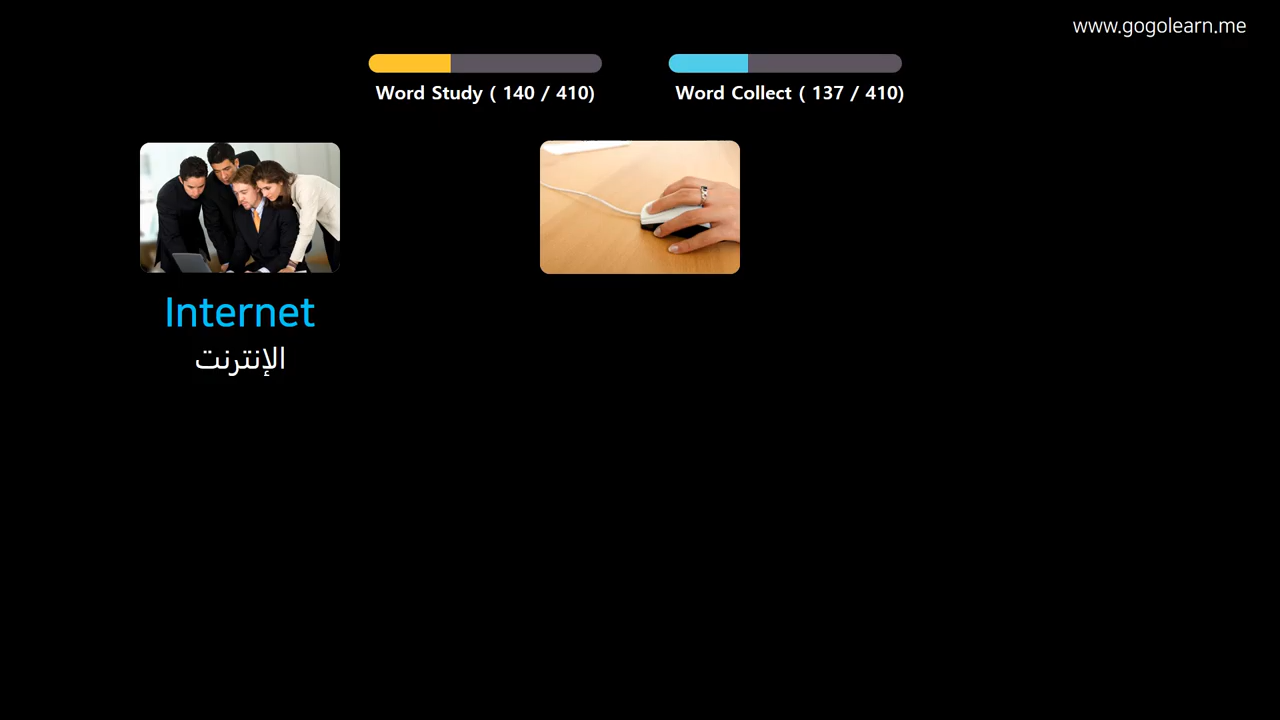 www.gogolearn.me
Word Study ( 140 / 410)
Word Collect ( 137 / 410)
Internet
الإنترنت